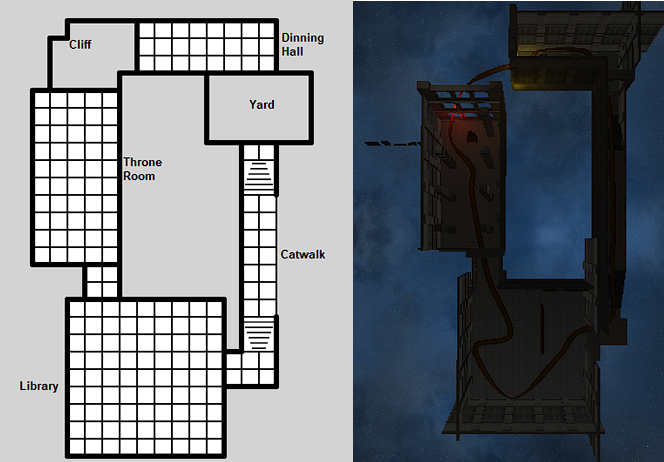 Cliff
Dinning
Hall
Yard
Throne
Room
Catwalk
Library